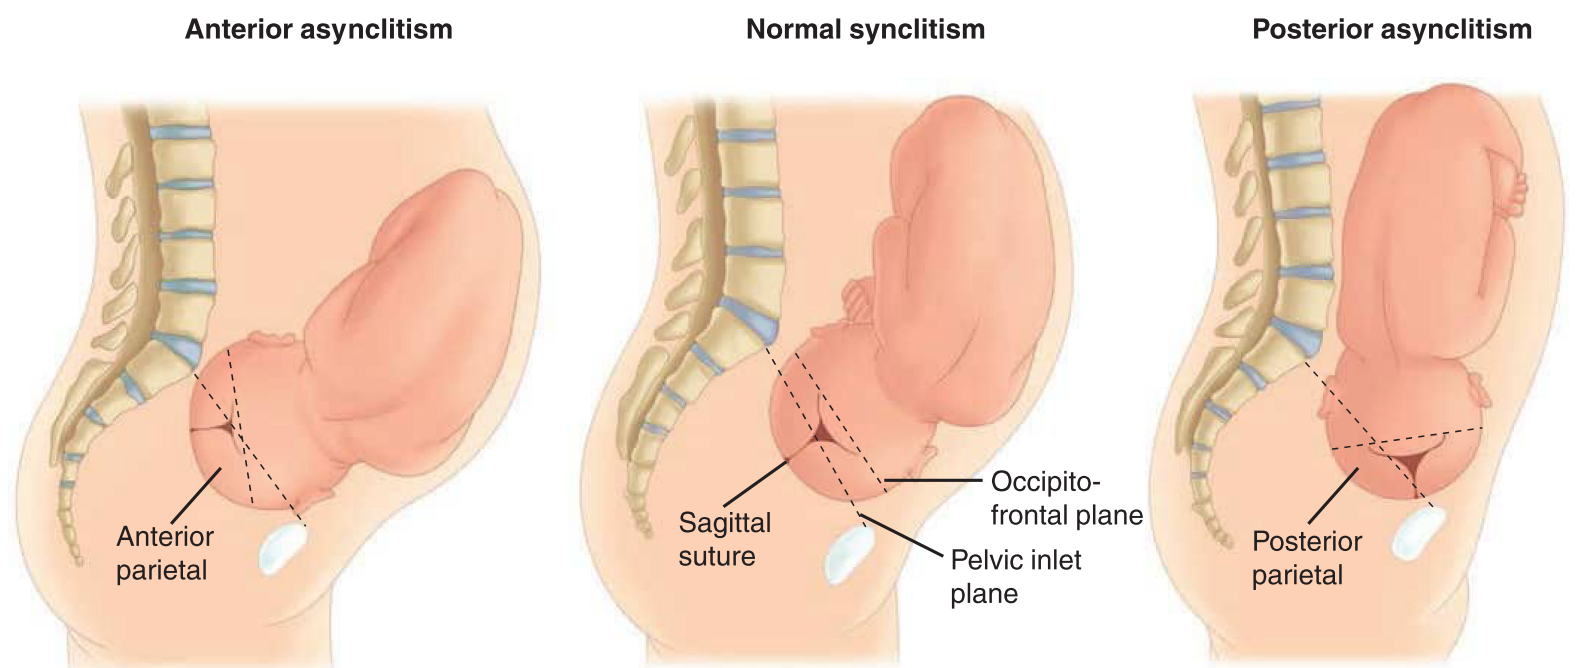 Anterior asynclitism
Normal synclitism
Posterior asynclitism
Anterior
parietal
Sagittal
suture
Occipito-
frontal plane
Pelvic inlet
plane
Posterior
parietal